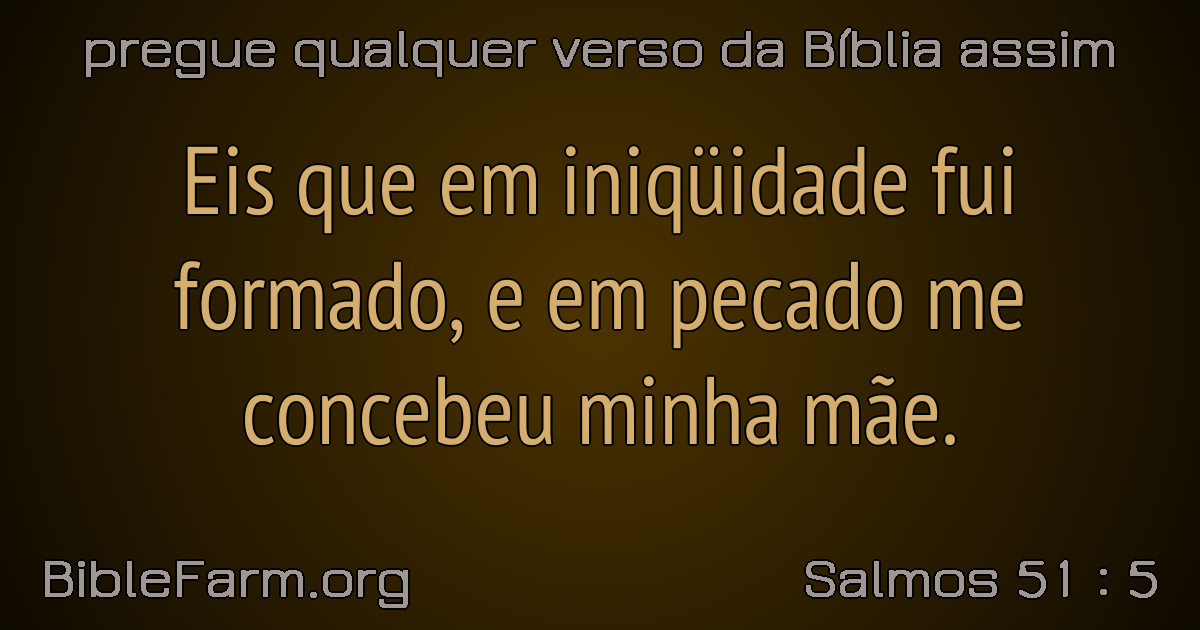 pregue qualquer verso da Bíblia assim
Eis que em iniqüidade fui
formado, e em pecado me
concebeu minha mãe.
BibleFarm.org
Salmos 51 : 5